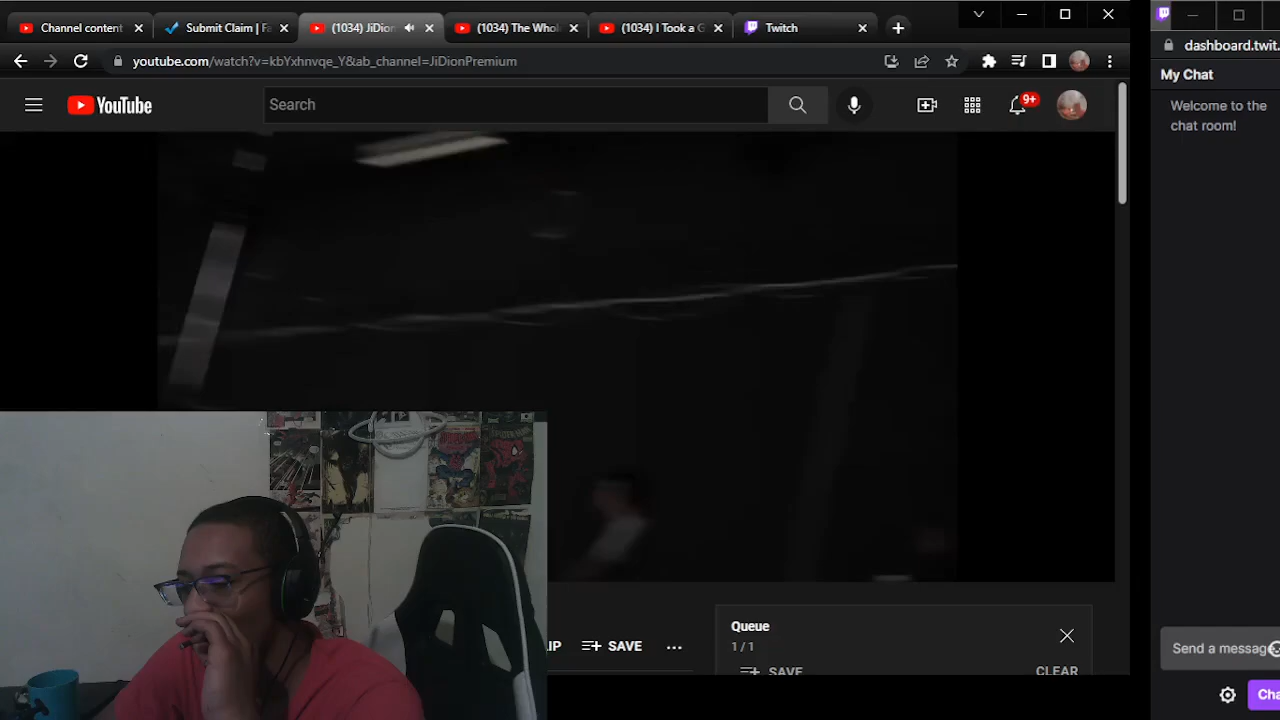 Channel content
Submit Claim | Fa
(1034) JiDion
(1034) The Whol
(1034) I Took a G
Twitch
youtube.com/watch?v=kbYxhnvqe_Y&ab_channel=JiDionPremium
dashboard.twit
YouTube
Search
9+
My Chat
Welcome to the
chat room!
IP
SAVE
Queue
1 / 1
SAVE
CLEAR
Send a message
Cha